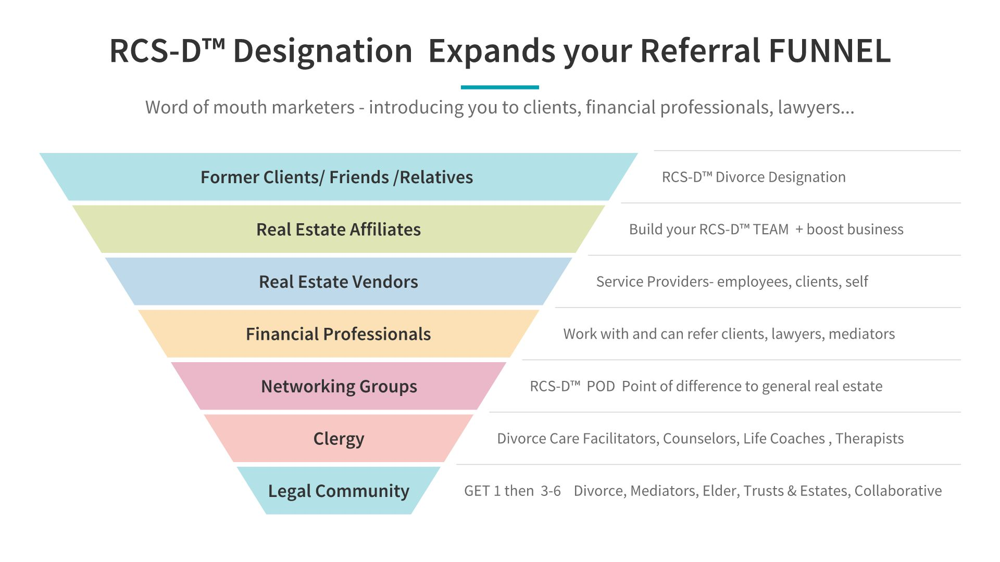 RCS-D™ Designation  Expands your Referral FUNNEL
Word of mouth marketers - introducing you to clients, financial professionals, lawyers...
Former Clients/ Friends /Relatives
RCS-D™ Divorce Designation
Real Estate Affiliates
Build your RCS-D™ TEAM  + boost business
Real Estate Vendors
Service Providers- employees, clients, self
Financial Professionals
Work with and can refer clients, lawyers, mediators
Networking Groups
RCS-D™  POD  Point of difference to general real estate
Clergy
Divorce Care Facilitators, Counselors, Life Coaches , Therapists
Legal Community
GET 1 then  3-6    Divorce, Mediators, Elder, Trusts & Estates, Collaborative